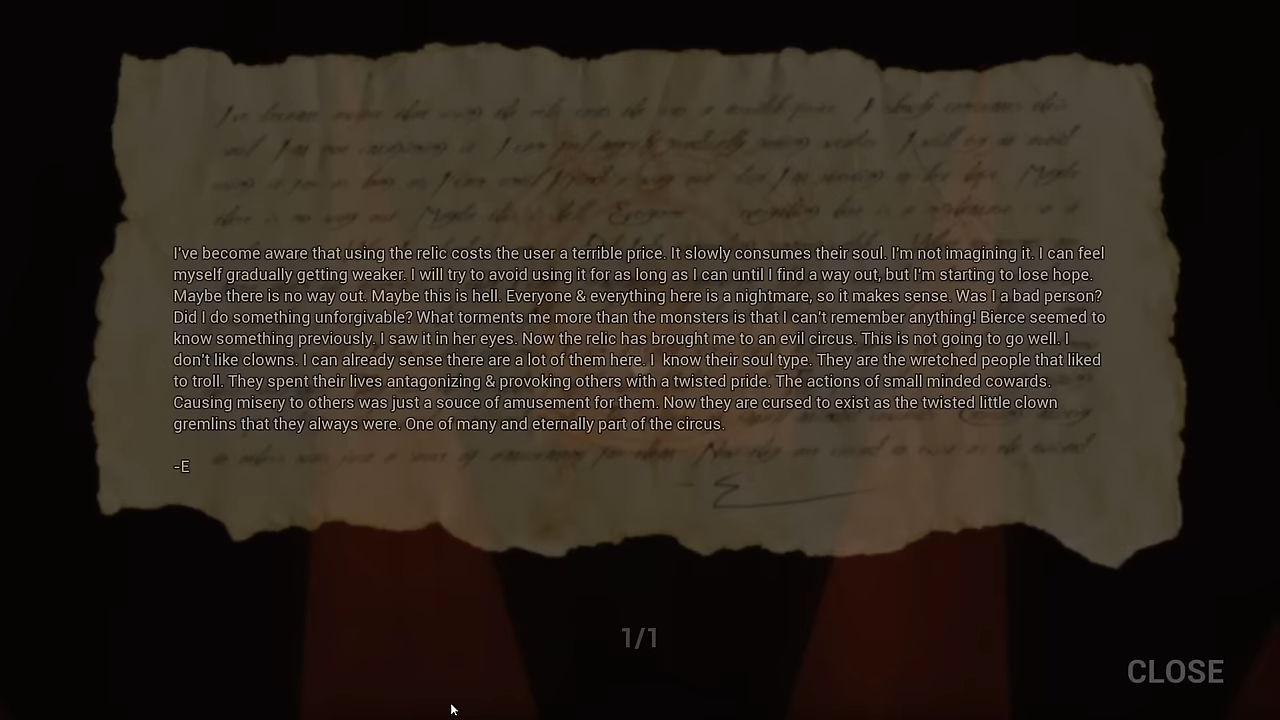 I've become aware that using the relic costs the user a terrible price. It slowly consumes their soul. I'm not imagining it. I can feel
myself gradually getting weaker. I will try to avoid using it for as long as I can until I find a way out, but I'm starting to lose hope.
Maybe there is no way out. Maybe this is hell. Everyone & everything here is a nightmare, so it makes sense. Was I a bad person?
Did I do something unforgivable? What torments me more than the monsters is that I can't remember anything! Bierce seemed to
know something previously. I saw it in her eyes. Now the relic has brought me to an evil circus. This is not going to go well. I
don't like clowns. I can already sense there are a lot of them here. I  know their soul type. They are the wretched people that liked
to troll. They spent their lives antagonizing & provoking others with a twisted pride. The actions of small minded cowards.
Causing misery to others was just a souce of amusement for them. Now they are cursed to exist as the twisted little clown
gremlins that they always were. One of many and eternally part of the circus.
-E
1/1
CLOSE